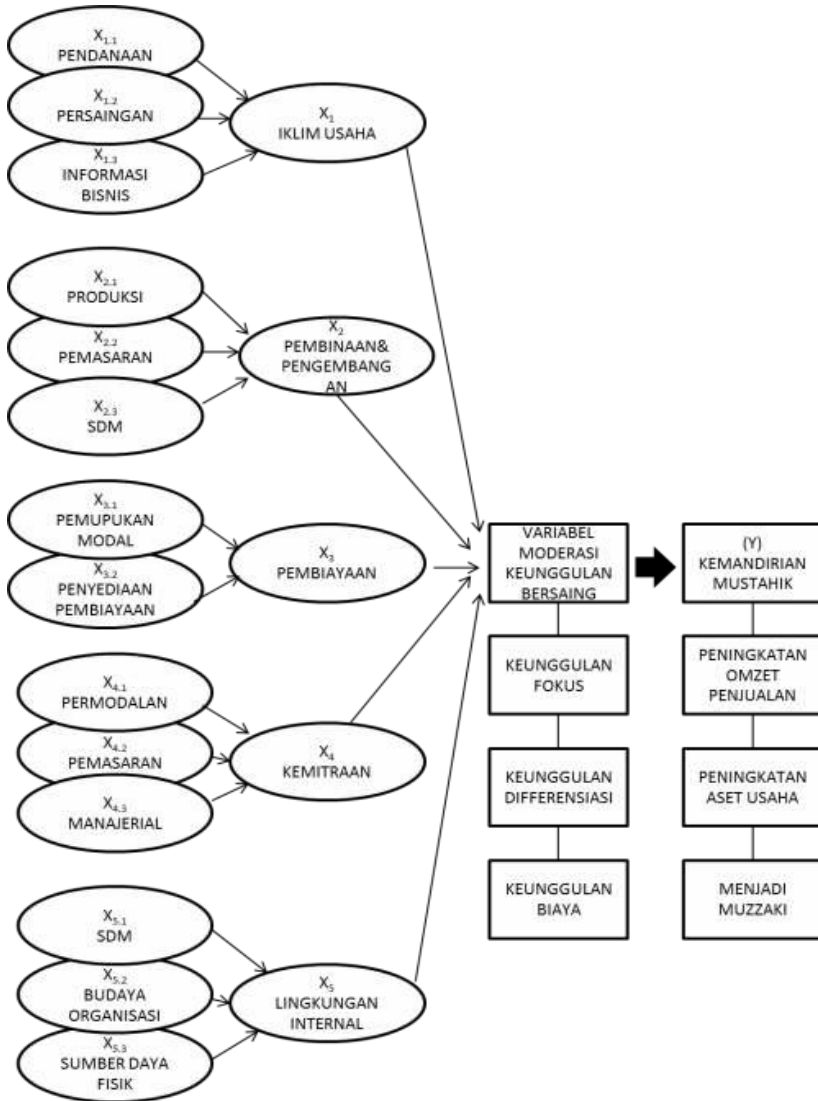 X1.1
PENDANAAN
X1.2
PERSAINGAN
X1.3
INFORMASI
BISNIS
X1
IKLIM USAHA
X2.1
PRODUKSI
X2.2
PEMASARAN
X2.3
SDM
X2
PEMBINAAN&
PENGEMBANG
AN
X3.1
PEMUPUKAN
MODAL
X3.2
PENYEDIAAN
PEMBIAYAAN
X3
PEMBIAYAAN
X4.1
PERMODALAN
X4.2
PEMASARAN
X4.3
MANAJERIAL
X4
KEMITRAAN
X5.1
SDM
X5.2
BUDAYA
ORGANISASI
X5.3
SUMBER DAYA
FISIK
X5
LINGKUNGAN
INTERNAL
VARIABEL
MODERASI
KEUNGGULAN
BERSAING
KEUNGGULAN
FOKUS
KEUNGGULAN
DIFFERENSIASI
KEUNGGULAN
BIAYA
(Y)
KEMANDIRIAN
MUSTAHIK
PENINGKATAN
OMZET
PENJUALAN
PENINGKATAN
ASET USAHA
MENJADI
MUZZAKI